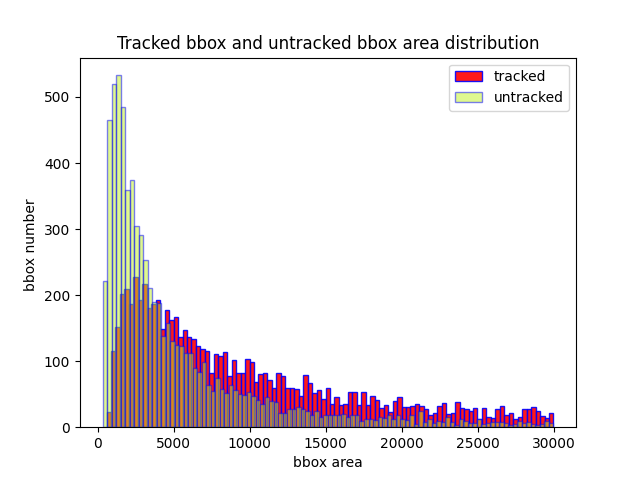 Tracked bbox and untracked bbox area distribution
tracked
untracked
bbox number
500
400
300
200
100
0
0 5000 10000 15000 20000 25000 30000
bbox area